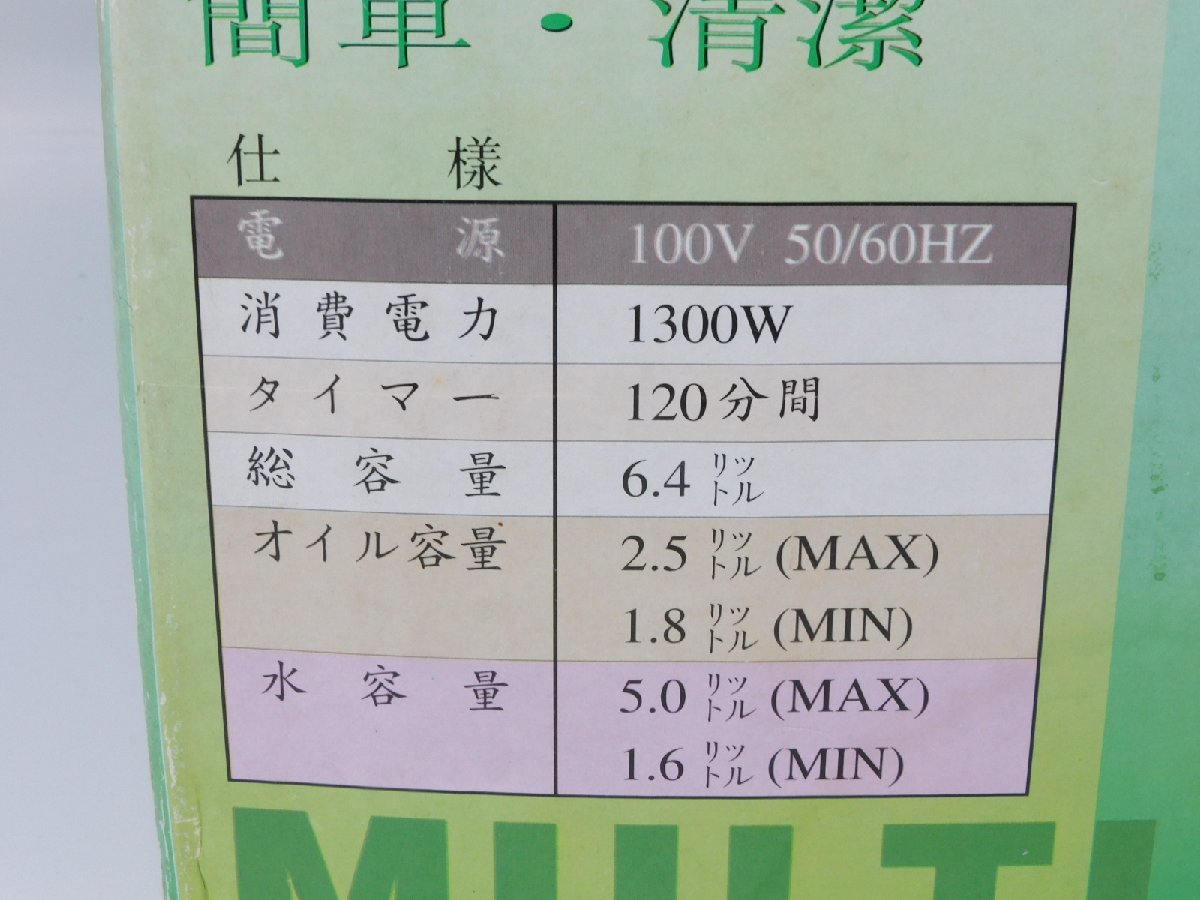 簡単・清潔
仕様
電源 100V 50/60HZ
消費電力 1300W
タイマー 120分間
総容量 6.4リットル
オイル容量 2.5リットル(MAX)
1.8リットル(MIN)
水容量 5.0リットル(MAX)
1.6リットル(MIN)
MULTI